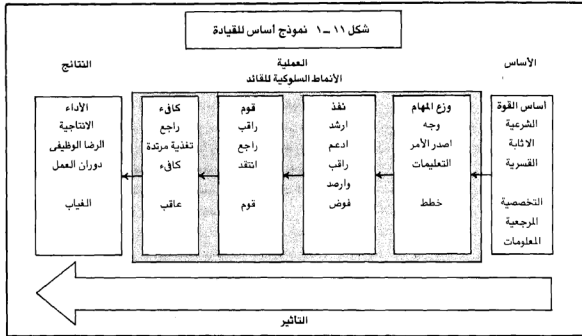 شكل ١١ – ١ نموذج أساس للقيادة
الأساس
العملية
الأنماط السلوكية للقائد
النتائج
اساس القوة
الشرعية
الاثابة
القسرية
التخصصية
المرجعية
المعلومات
وزع المهام
وجه
اصدر الأمر
التعليمات
خطط
نفذ
ارشد
ادعم
راقب
وارصد
فوض
قوم
راقب
راجع
انتقد
قوم
كافىء
راجع
تغذية مرتدة
كافىء
عاقب
الأداء
الانتاجية
الرضا الوظيفى
دوران العمل
الغياب
التأثير